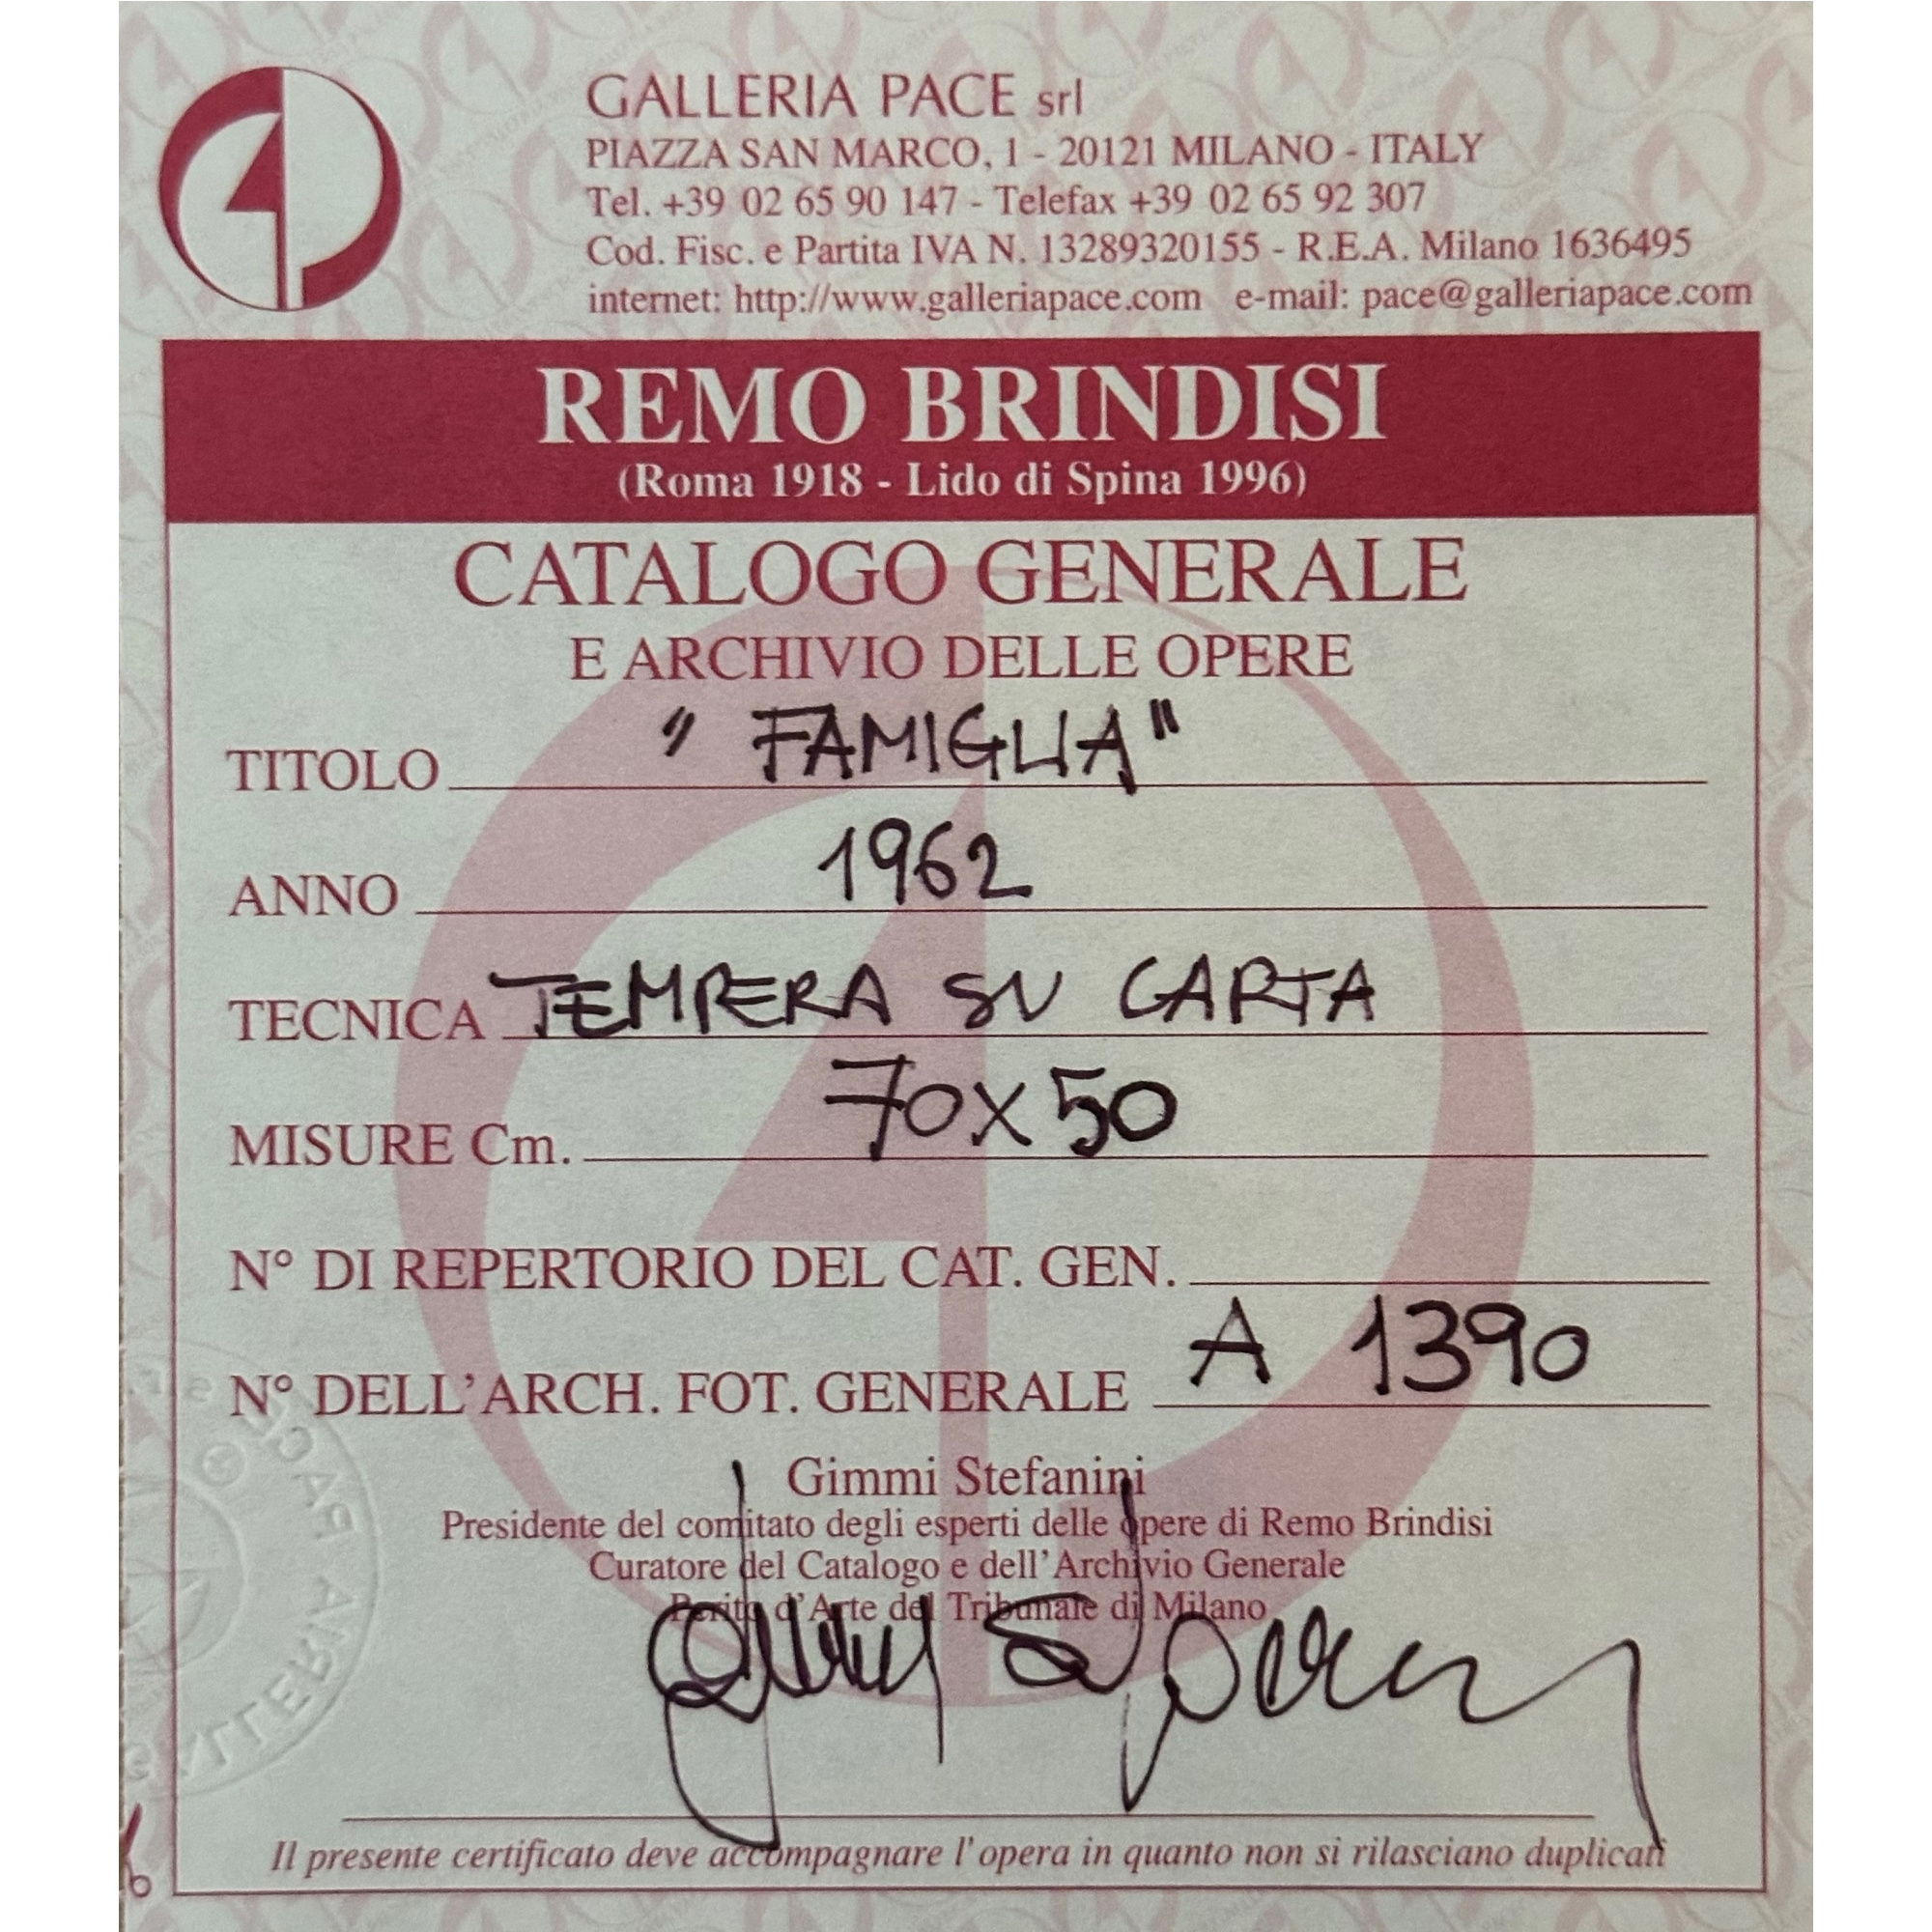 GALLERIA PACE srl
PIAZZA SAN MARCO, 1 - 20121 MILANO - ITALY
Tel. +39 02 65 90 147 - Telefax +39 02 65 92 307
Cod. Fisc. e Partita IVA N. 13289320155 - R.E.A. Milano 1636495
internet: http://www.galleriapace.com e-mail: pace@galleriapace.com
REMO BRINDISI
(Roma 1918 - Lido di Spina 1996)
CATALOGO GENERALE
E ARCHIVIO DELLE OPERE
TITOLO "FAMIGLIA"
ANNO 1962
TECNICA TEMPERA SU CARTA
MISURE Cm. 70x50
N° DI REPERTORIO DEL CAT. GEN.
N° DELL'ARCH. FOT. GENERALE A 1390
Gimmi Stefanini
Presidente del comitato degli esperti delle opere di Remo Brindisi
Curatore del Catalogo e dell'Archivio Generale
Perito d'Arte del Tribunale di Milano
Il presente certificato deve accompagnare l'opera in quanto non si rilasciano duplicati